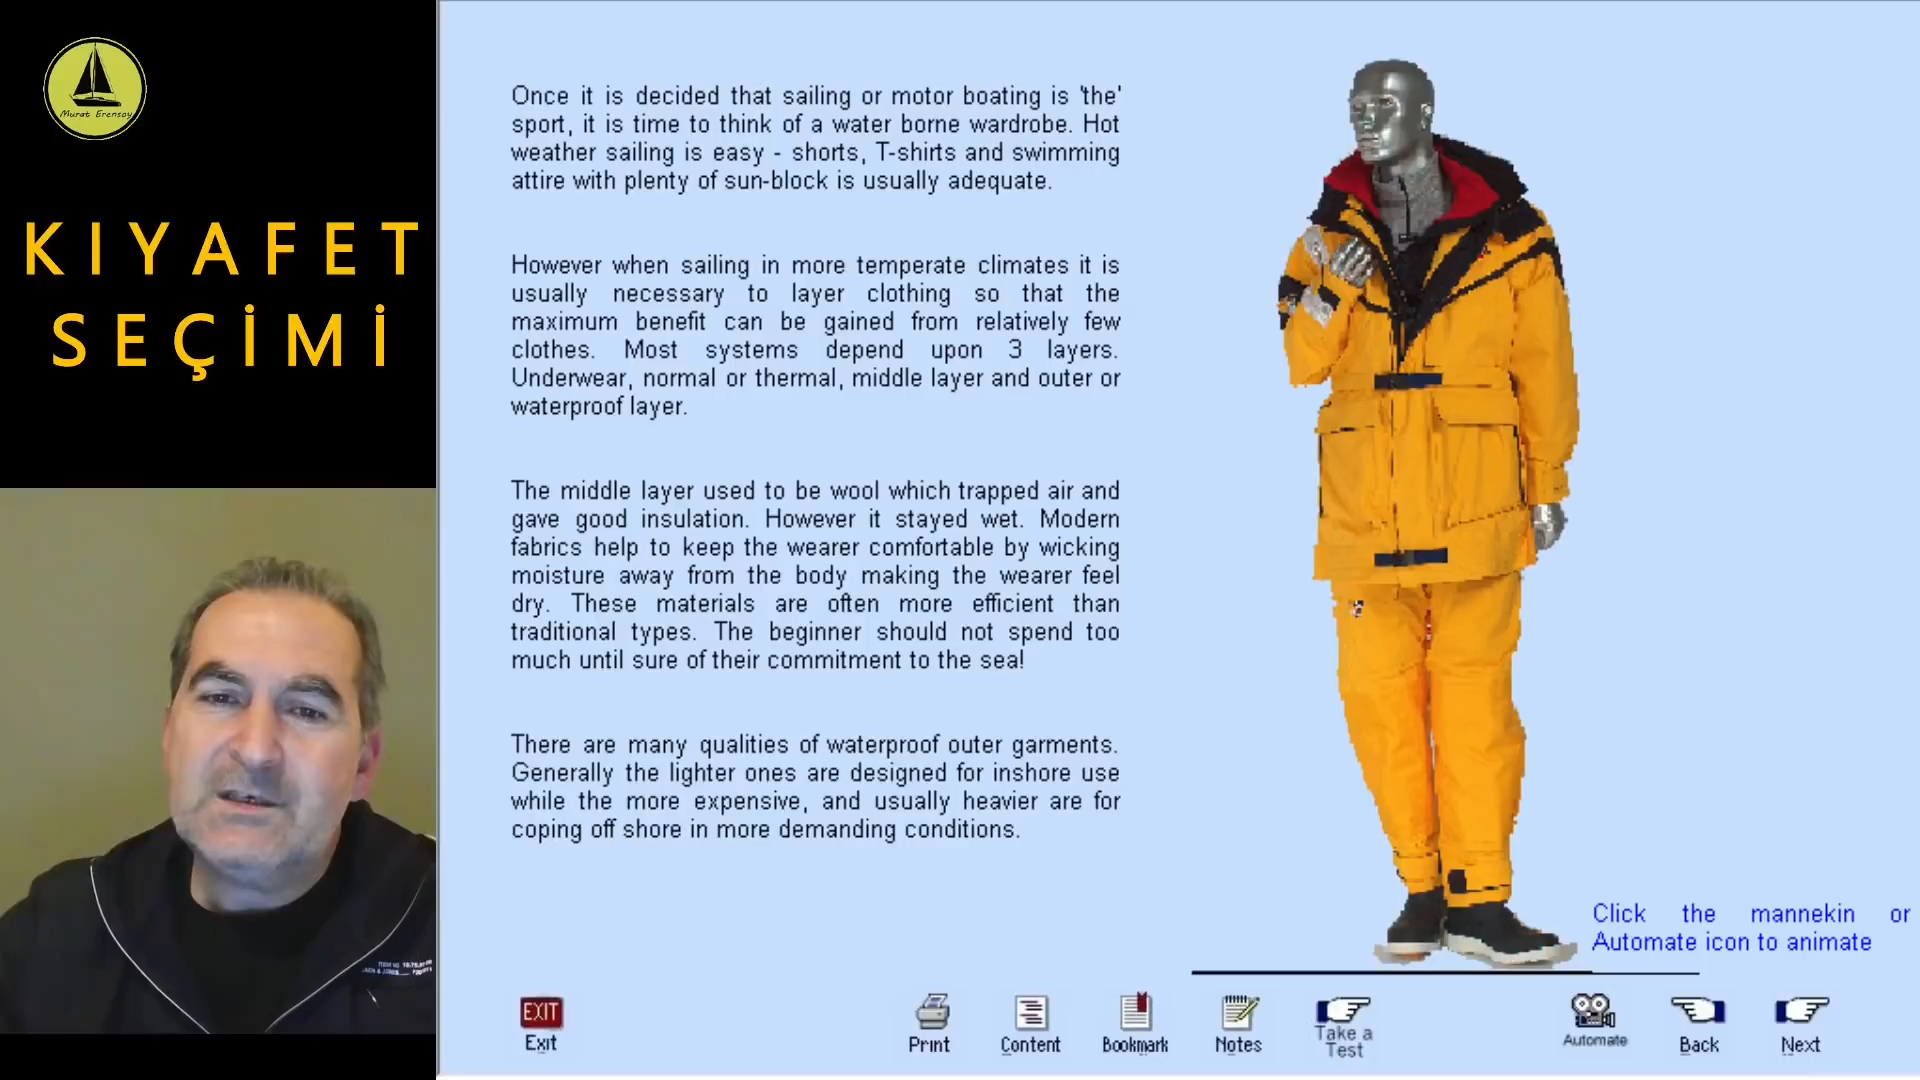 Murat Erensoy
KIYAFET
SEÇİMİ
Once it is decided that sailing or motor boating is 'the'
sport, it is time to think of a water borne wardrobe. Hot
weather sailing is easy - shorts, T-shirts and swimming
attire with plenty of sun-block is usually adequate.
However when sailing in more temperate climates it is
usually necessary to layer clothing so that the
maximum benefit can be gained from relatively few
clothes. Most systems depend upon 3 layers.
Underwear, normal or thermal, middle layer and outer or
waterproof layer.
The middle layer used to be wool which trapped air and
gave good insulation. However it stayed wet. Modern
fabrics help to keep the wearer comfortable by wicking
moisture away from the body making the wearer feel
dry. These materials are often more efficient than
traditional types. The beginner should not spend too
much until sure of their commitment to the sea!
There are many qualities of waterproof outer garments.
Generally the lighter ones are designed for inshore use
while the more expensive, and usually heavier are for
coping off shore in more demanding conditions.
Click the mannekin or
Automate icon to animate
EXIT
Exit
Print
Content
Bookmark
Notes
Take a
Test
Automate
Back
Next